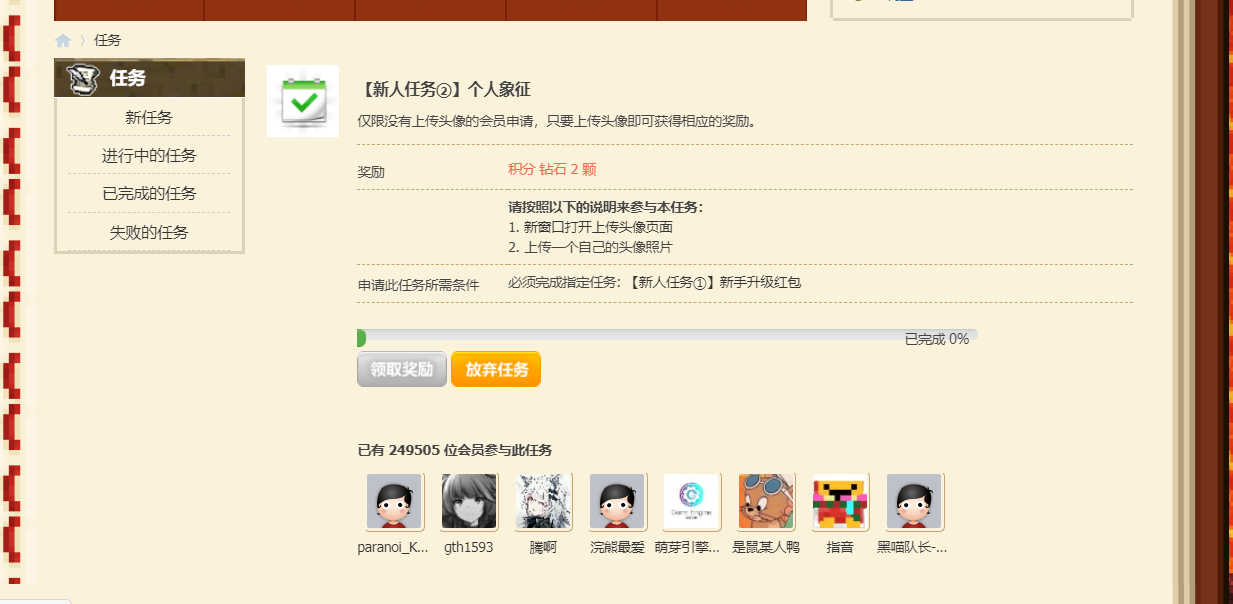 任务
任务
新任务
进行中的任务
已完成的任务
失败的任务
【新人任务②】个人象征
仅限没有上传头像的会员申请，只要上传头像即可获得相应的奖励。
奖励
积分 钻石 2 颗
请按照以下的说明来参与本任务：
1. 新窗口打开上传头像页面
2. 上传一个自己的头像照片
申请此任务所需条件
必须完成指定任务：【新人任务①】新手升级红包
已完成 0%
领取奖励
放弃任务
已有 249505 位会员参与此任务
paranoi_K...
gth1593
騰啊
浣熊最爱
萌芽引擎...
是鼠某人鸭
指音
黑喵队长-...